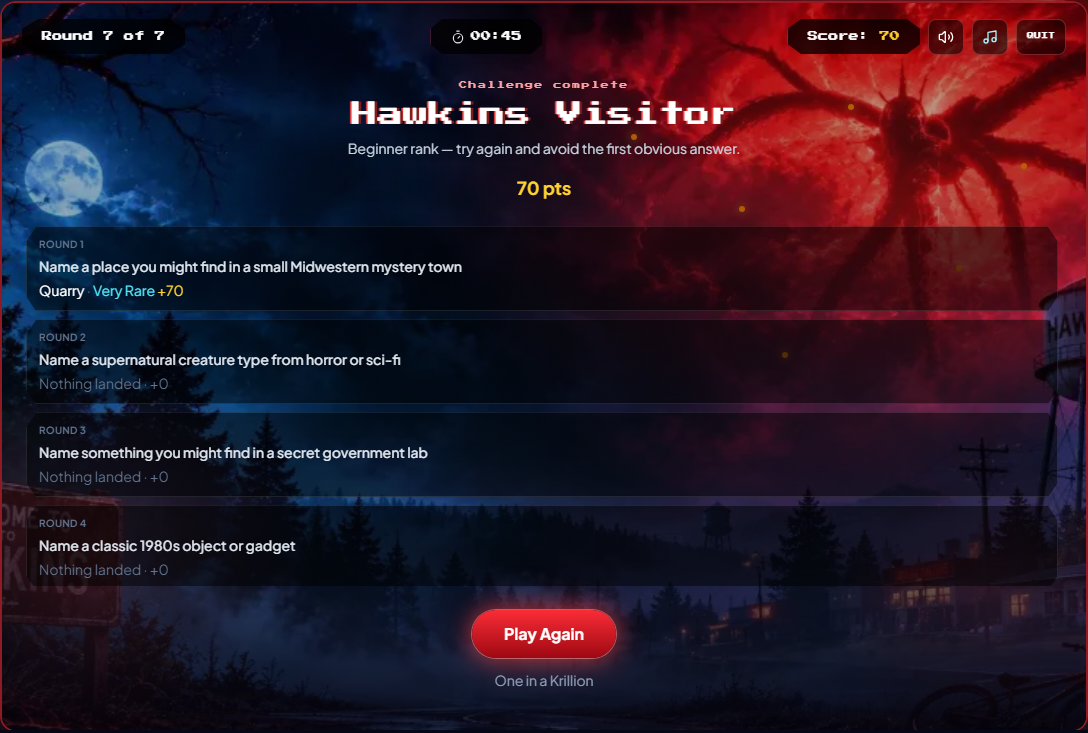 Round 7 of 7
00:45
Score: 70
QUIT
Challenge complete
Hawkins Visitor
Beginner rank — try again and avoid the first obvious answer.
70 pts
ROUND 1
Name a place you might find in a small Midwestern mystery town
Quarry · Very Rare +70
ROUND 2
Name a supernatural creature type from horror or sci-fi
Nothing landed · +0
ROUND 3
Name something you might find in a secret government lab
Nothing landed · +0
ROUND 4
Name a classic 1980s object or gadget
Nothing landed · +0
HAW
Play Again
One in a Krillion